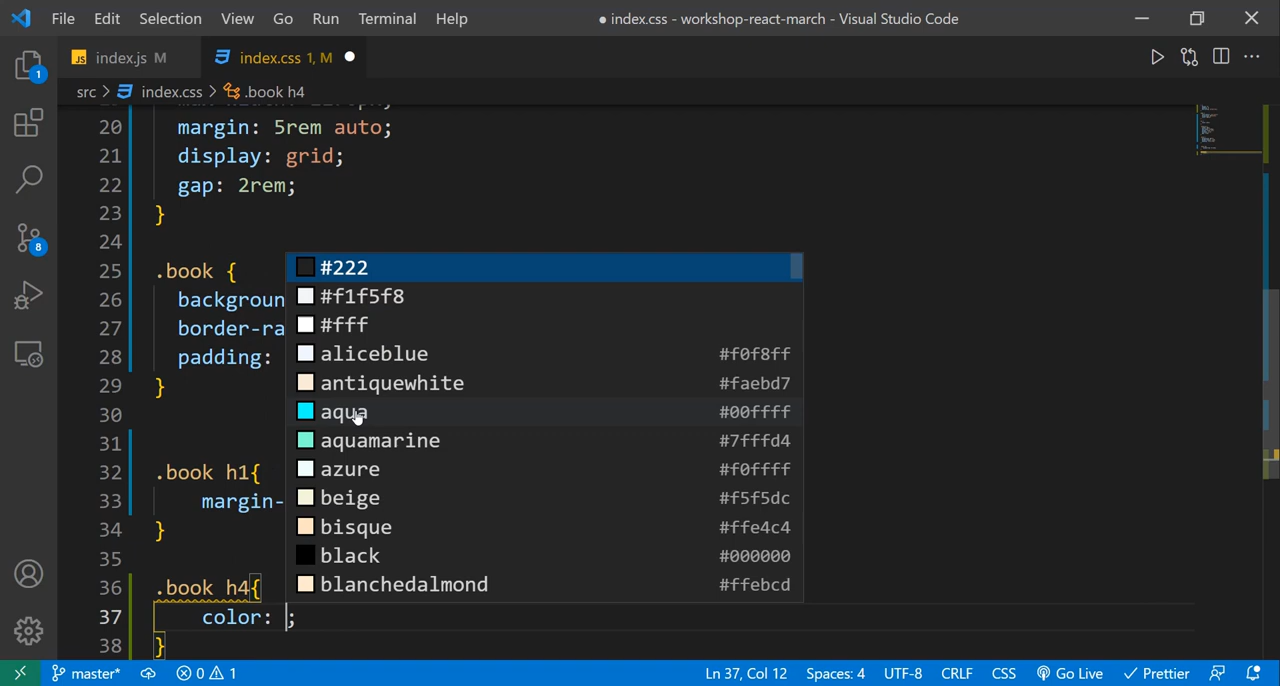 File Edit Selection View Go Run Terminal Help ● index.css - workshop-react-march - Visual Studio Code
JS index.js M index.css 1, M ●
src > index.css > .book h4
20 margin: 5rem auto;
21 display: grid;
22 gap: 2rem;
23 }
24
25 .book {
26 backgroun
27 border-ra
28 padding:
29 }
30
31
32 .book h1{
33 margin-
34 }
35
36 .book h4{
37 color: ;
38 }
#222
#f1f5f8
#fff
aliceblue #f0f8ff
antiquewhite #faebd7
aqua #00ffff
aquamarine #7fffd4
azure #f0ffff
beige #f5f5dc
bisque #ffe4c4
black #000000
blanchedalmond #ffebcd
1
8
master* 0 1 Ln 37, Col 12 Spaces: 4 UTF-8 CRLF CSS Go Live Prettier